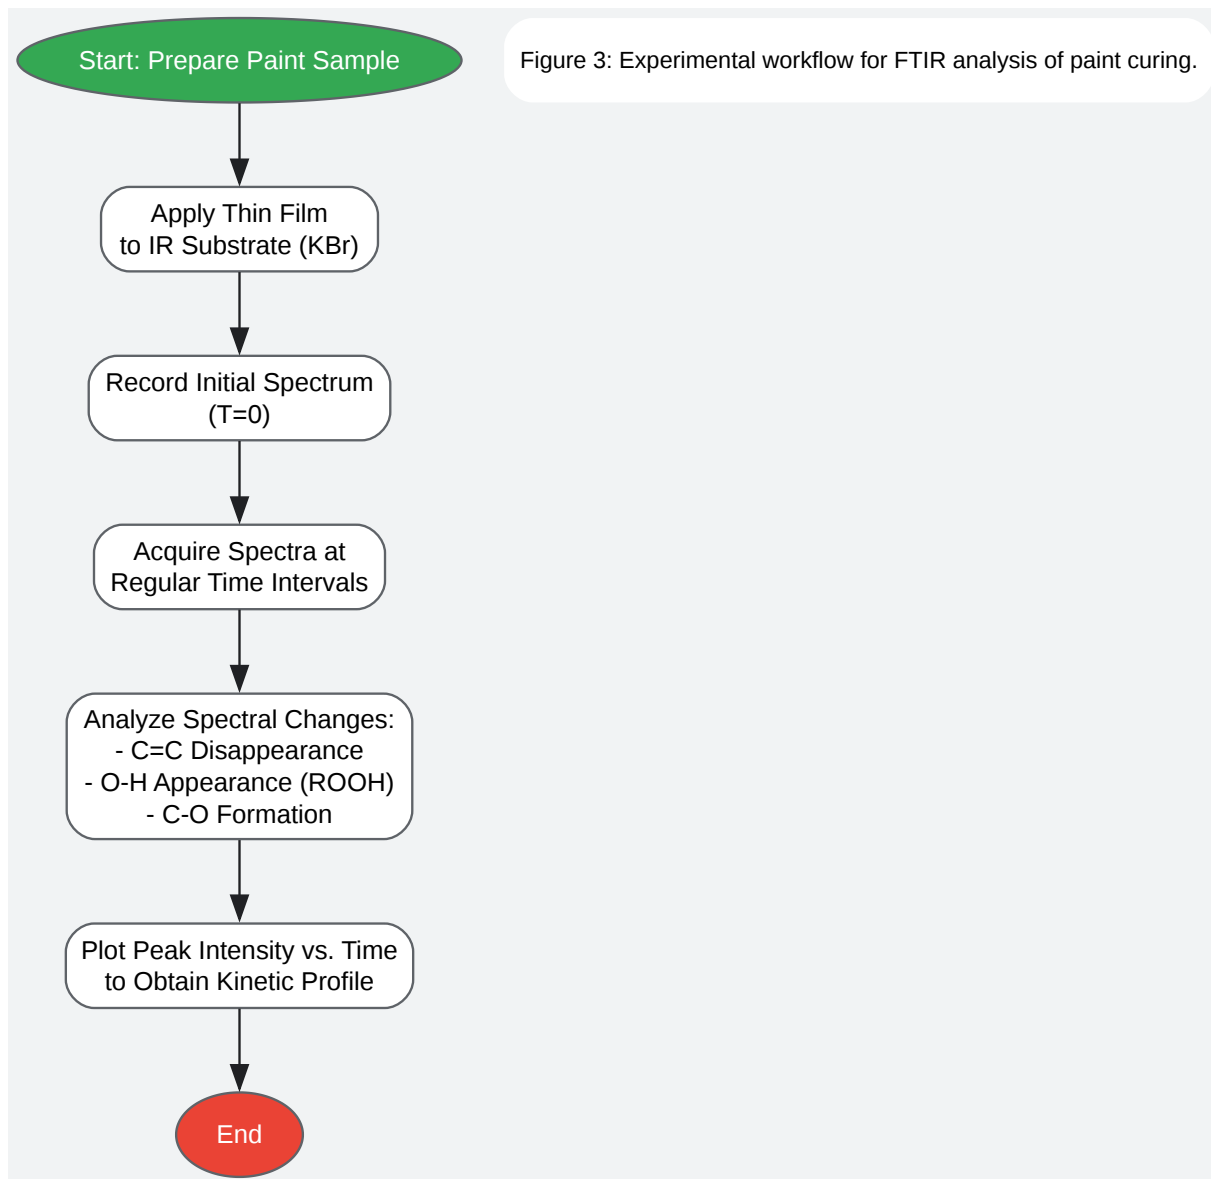 Start: Prepare Paint Sample
Figure 3: Experimental workflow for FTIR analysis of paint curing.
Apply Thin Film
to IR Substrate (KBr)
Record Initial Spectrum
(T=0)
Acquire Spectra at
Regular Time Intervals
Analyze Spectral Changes:
- C=C Disappearance
- O-H Appearance (ROOH)
- C-O Formation
Plot Peak Intensity vs. Time
to Obtain Kinetic Profile
End